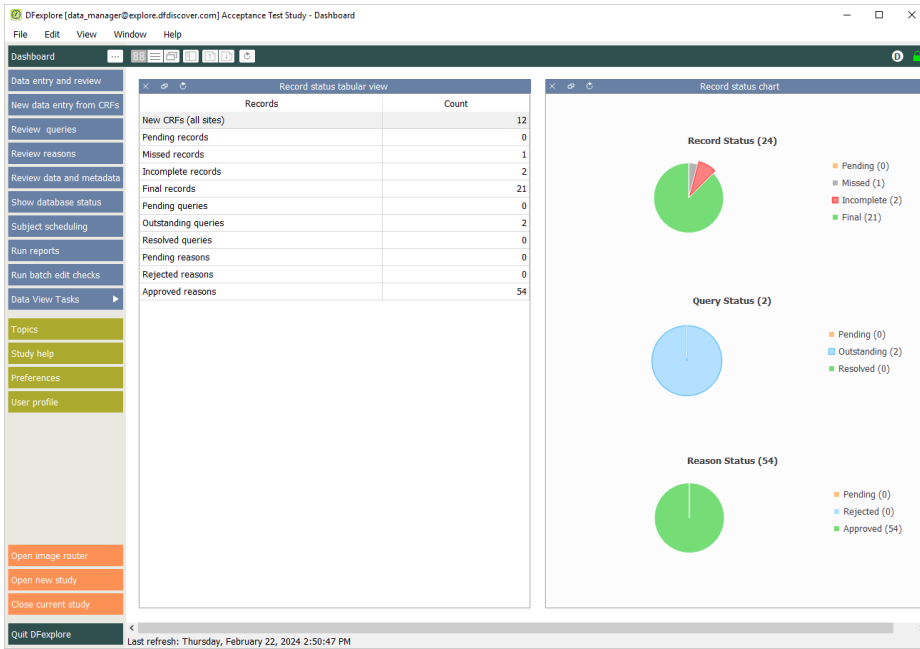 DFexplore [data_manager@explore.dfdiscover.com] Acceptance Test Study - Dashboard
File Edit View Window Help
Dashboard ... D
Data entry and review
New data entry from CRFs
Review queries
Review reasons
Review data and metadata
Show database status
Subject scheduling
Run reports
Run batch edit checks
Data View Tasks
Topics
Study help
Preferences
User profile
Open image router
Open new study
Close current study
Quit DFexplore
Record status tabular view
Records Count
New CRFs (all sites) 12
Pending records 0
Missed records 1
Incomplete records 2
Final records 21
Pending queries 0
Outstanding queries 2
Resolved queries 0
Pending reasons 0
Rejected reasons 0
Approved reasons 54
Record status chart
Record Status (24)
Pending (0)
Missed (1)
Incomplete (2)
Final (21)
Query Status (2)
Pending (0)
Outstanding (2)
Resolved (0)
Reason Status (54)
Pending (0)
Rejected (0)
Approved (54)
Last refresh: Thursday, February 22, 2024 2:50:47 PM